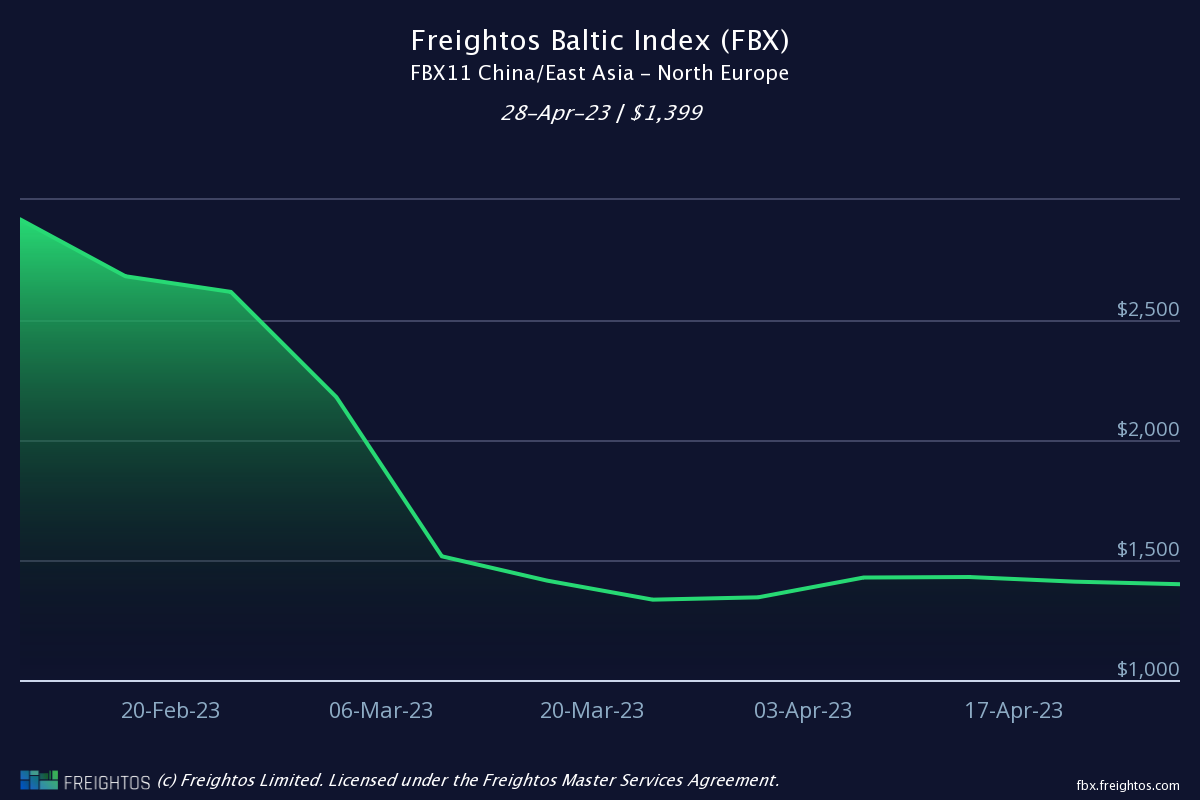 Freightos Baltic Index (FBX)
FBX11 China/East Asia – North Europe
28–Apr–23 | $1,399
$2,500
$2,000
$1,500
$1,000
20-Feb-23 06-Mar-23 20-Mar-23 03-Apr-23 17-Apr-23
FREIGHTOS (c) Freightos Limited. Licensed under the Freightos Master Services Agreement.
fbx.freightos.com